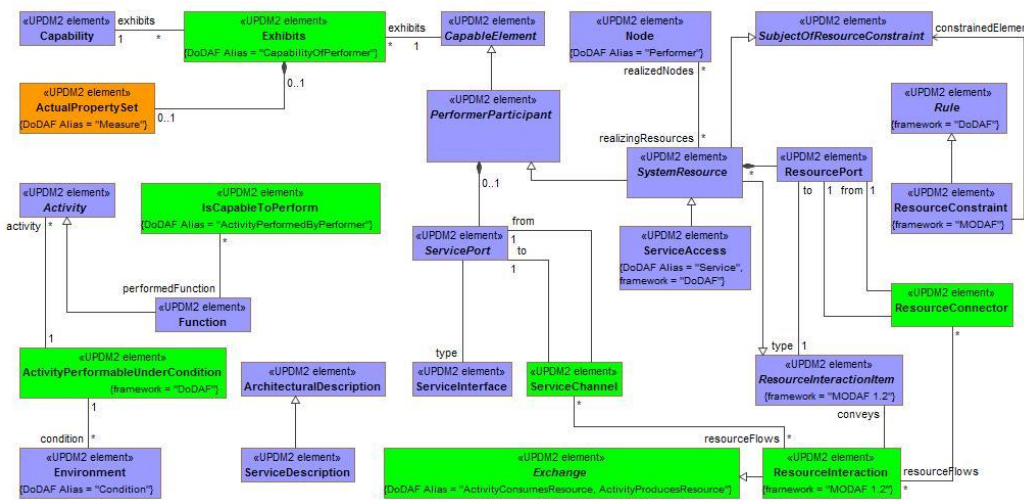 «UPDM2 element»
Capability
exhibits
1
*
«UPDM2 element»
Exhibits
{DoDAF Alias = "CapabilityOfPerformer"}
exhibits
*
1
«UPDM2 element»
CapableElement
«UPDM2 element»
Node
{DoDAF Alias = "Performer"}
realizedNodes
*
«UPDM2 element»
SubjectOfResourceConstraint
constrainedElem
0..1
«UPDM2 element»
ActualPropertySet
{DoDAF Alias = "Measure"}
0..1
«UPDM2 element»
PerformerParticipant
0..1
realizingResources
*
«UPDM2 element»
SystemResource
*
«UPDM2 element»
ResourcePort
to
from
1
1
«UPDM2 element»
Rule
{framework = "DoDAF"}
«UPDM2 element»
ResourceConstraint
{framework = "MODAF"}
«UPDM2 element»
Activity
activity
*
«UPDM2 element»
IsCapableToPerform
{DoDAF Alias = "ActivityPerformedByPerformer"}
*
performedFunction
«UPDM2 element»
Function
«UPDM2 element»
ServicePort
from
1
to
1
«UPDM2 element»
ServiceAccess
{DoDAF Alias = "Service",
framework = "DoDAF"}
«UPDM2 element»
ResourceConnector
*
1
«UPDM2 element»
ActivityPerformableUnderCondition
{framework = "DoDAF"}
1
condition
*
«UPDM2 element»
Environment
{DoDAF Alias = "Condition"}
«UPDM2 element»
ArchitecturalDescription
«UPDM2 element»
ServiceDescription
type
«UPDM2 element»
ServiceInterface
«UPDM2 element»
ServiceChannel
*
type
1
«UPDM2 element»
ResourceInteractionItem
{framework = "MODAF 1.2"}
conveys
resourceFlows
*
«UPDM2 element»
Exchange
{DoDAF Alias = "ActivityConsumesResource, ActivityProducesResource"}
«UPDM2 element»
ResourceInteraction
{framework = "MODAF 1.2"}
resourceFlows
*